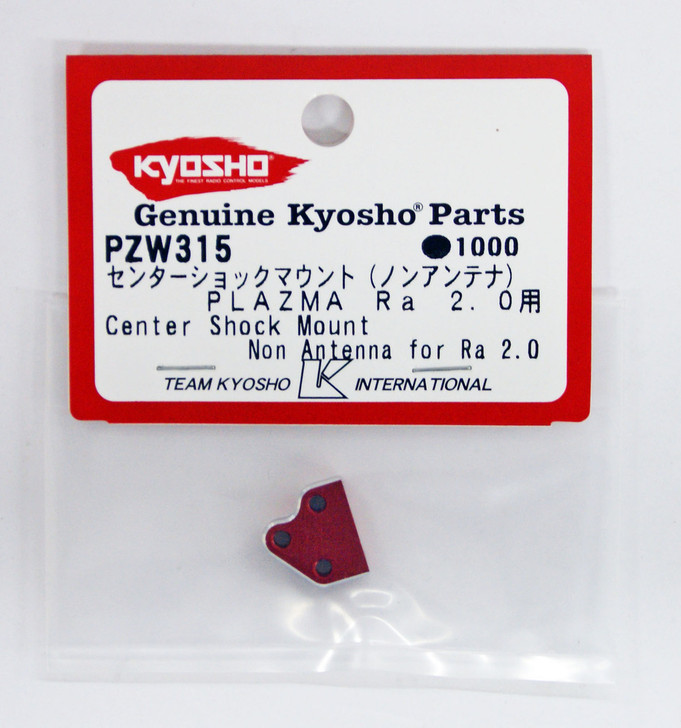 KYOSHO®
THE FINEST RADIO CONTROL MODELS
Genuine Kyosho® Parts
PZW315 ●1000
センターショックマウント(ノンアンテナ)
PLAZMA Ra 2.0用
Center Shock Mount
Non Antenna for Ra 2.0
TEAM KYOSHO K INTERNATIONAL